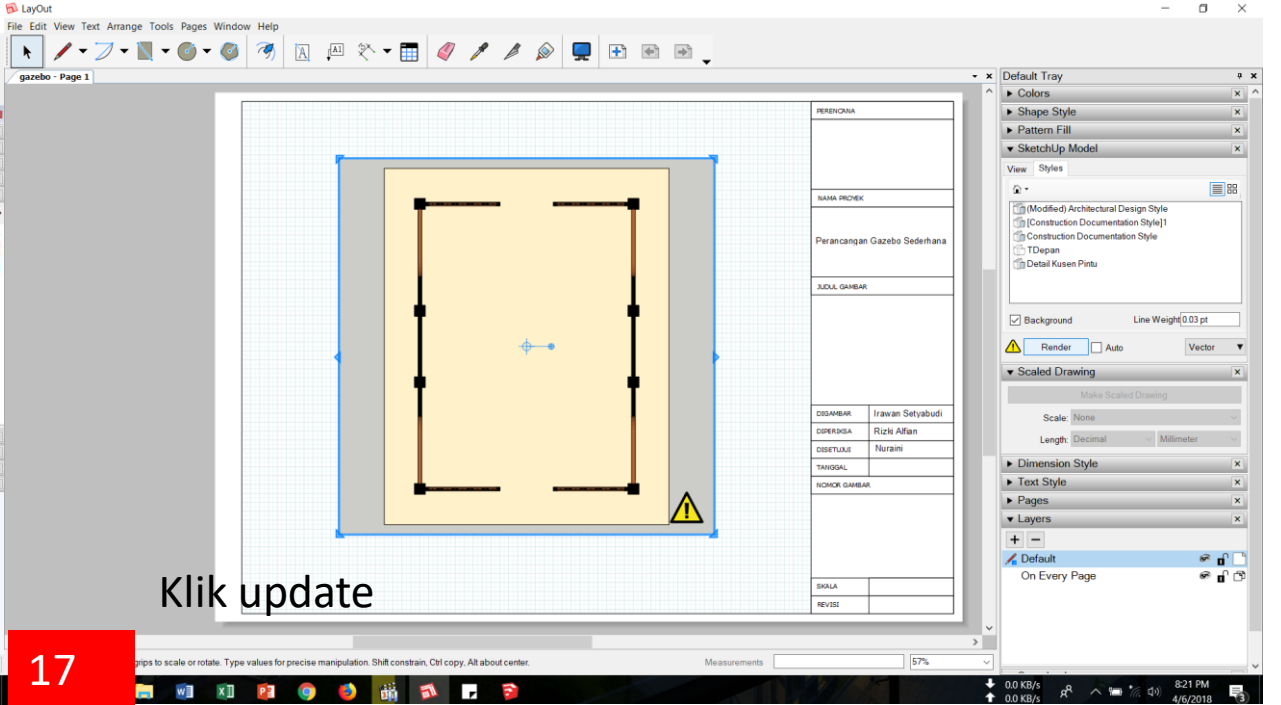 LayOut
File Edit View Text Arrange Tools Pages Window Help
gazebo - Page 1
PERENCANA
NAMA PROYEK
Perancangan Gazebo Sederhana
JUDUL GAMBAR
DIGAMBAR Irawan Setyabudi
DIPERIKSA Rizki Alfian
DISETUJUI Nuraini
TANGGAL
NOMOR GAMBAR
SKALA
REVISI
Klik update
17
grips to scale or rotate. Type values for precise manipulation. Shift constrain, Ctrl copy, Alt about center.
Measurements
57%
Default Tray
Colors
Shape Style
Pattern Fill
SketchUp Model
View Styles
(Modified) Architectural Design Style
[Construction Documentation Style]1
Construction Documentation Style
TDepan
Detail Kusen Pintu
Background Line Weight 0.03 pt
Render Auto Vector
Scaled Drawing
Make Scaled Drawing
Scale: None
Length: Decimal Millimeter
Dimension Style
Text Style
Pages
Layers
Default
On Every Page
0.0 KB/s
0.0 KB/s
8:21 PM
4/6/2018
3